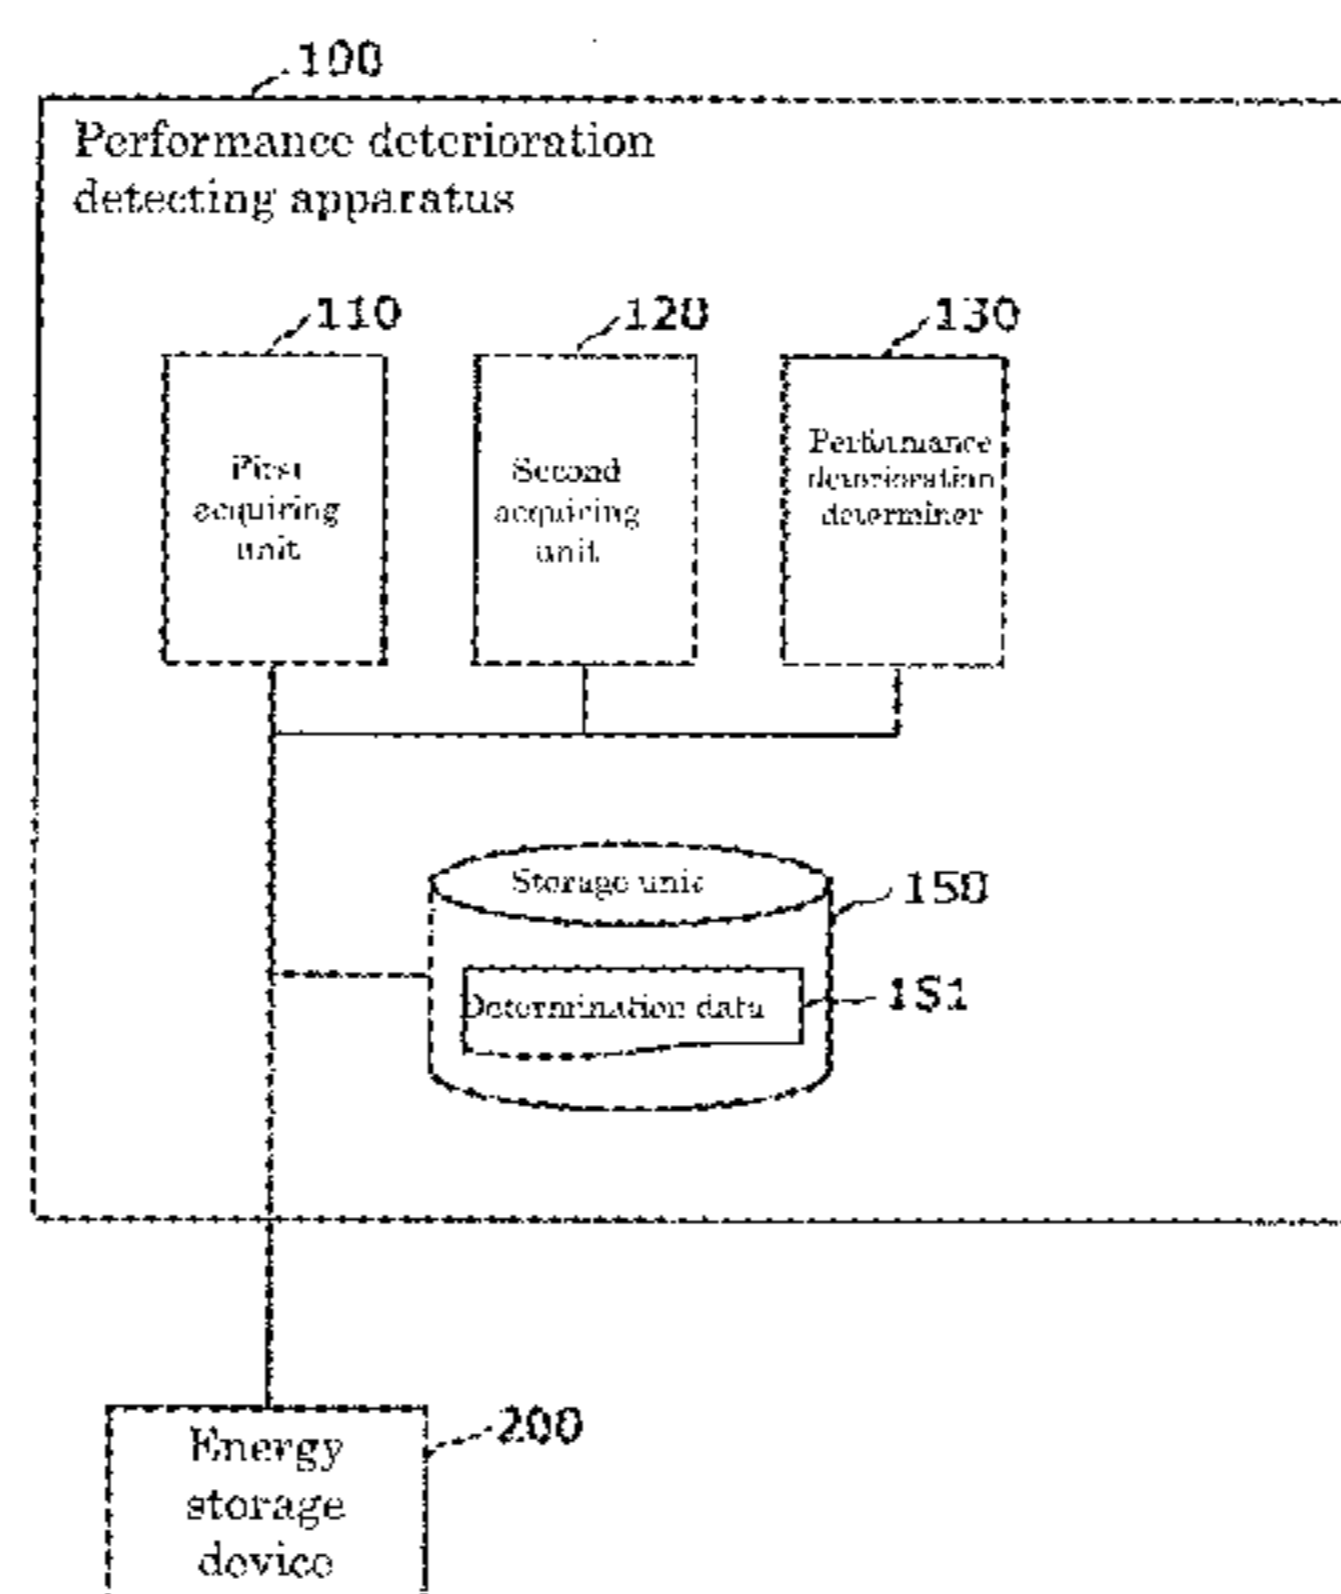 100
Performance deterioration
detecting apparatus
110
120
130
First
acquiring
unit
Second
acquiring
unit
Performance
deterioration
determiner
Storage unit
150
Determination data
151
200
Energy
storage
device